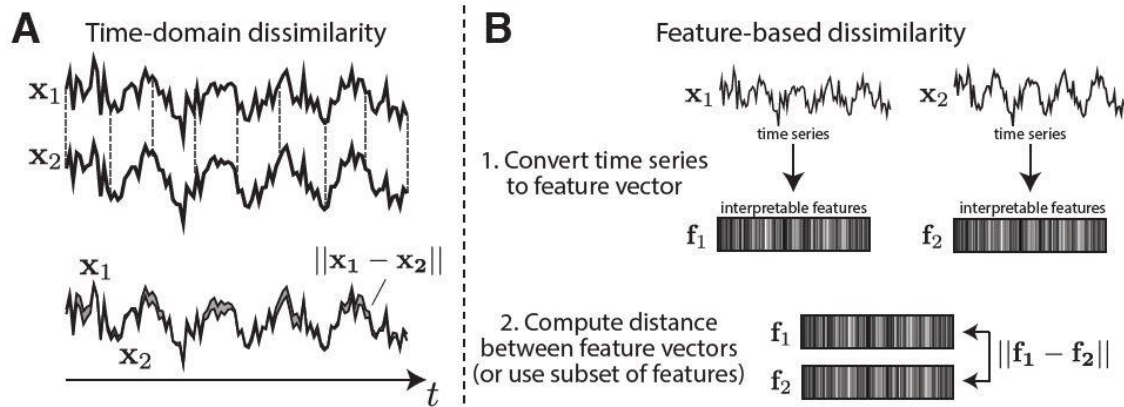 A Time-domain dissimilarity
x₁
x₂
x₁
||x₁ − x₂||
x₂
t
B Feature-based dissimilarity
x₁
x₂
time series
time series
1. Convert time series
to feature vector
interpretable features
interpretable features
f₁
f₂
2. Compute distance
between feature vectors
(or use subset of features)
f₁
f₂
||f₁ − f₂||